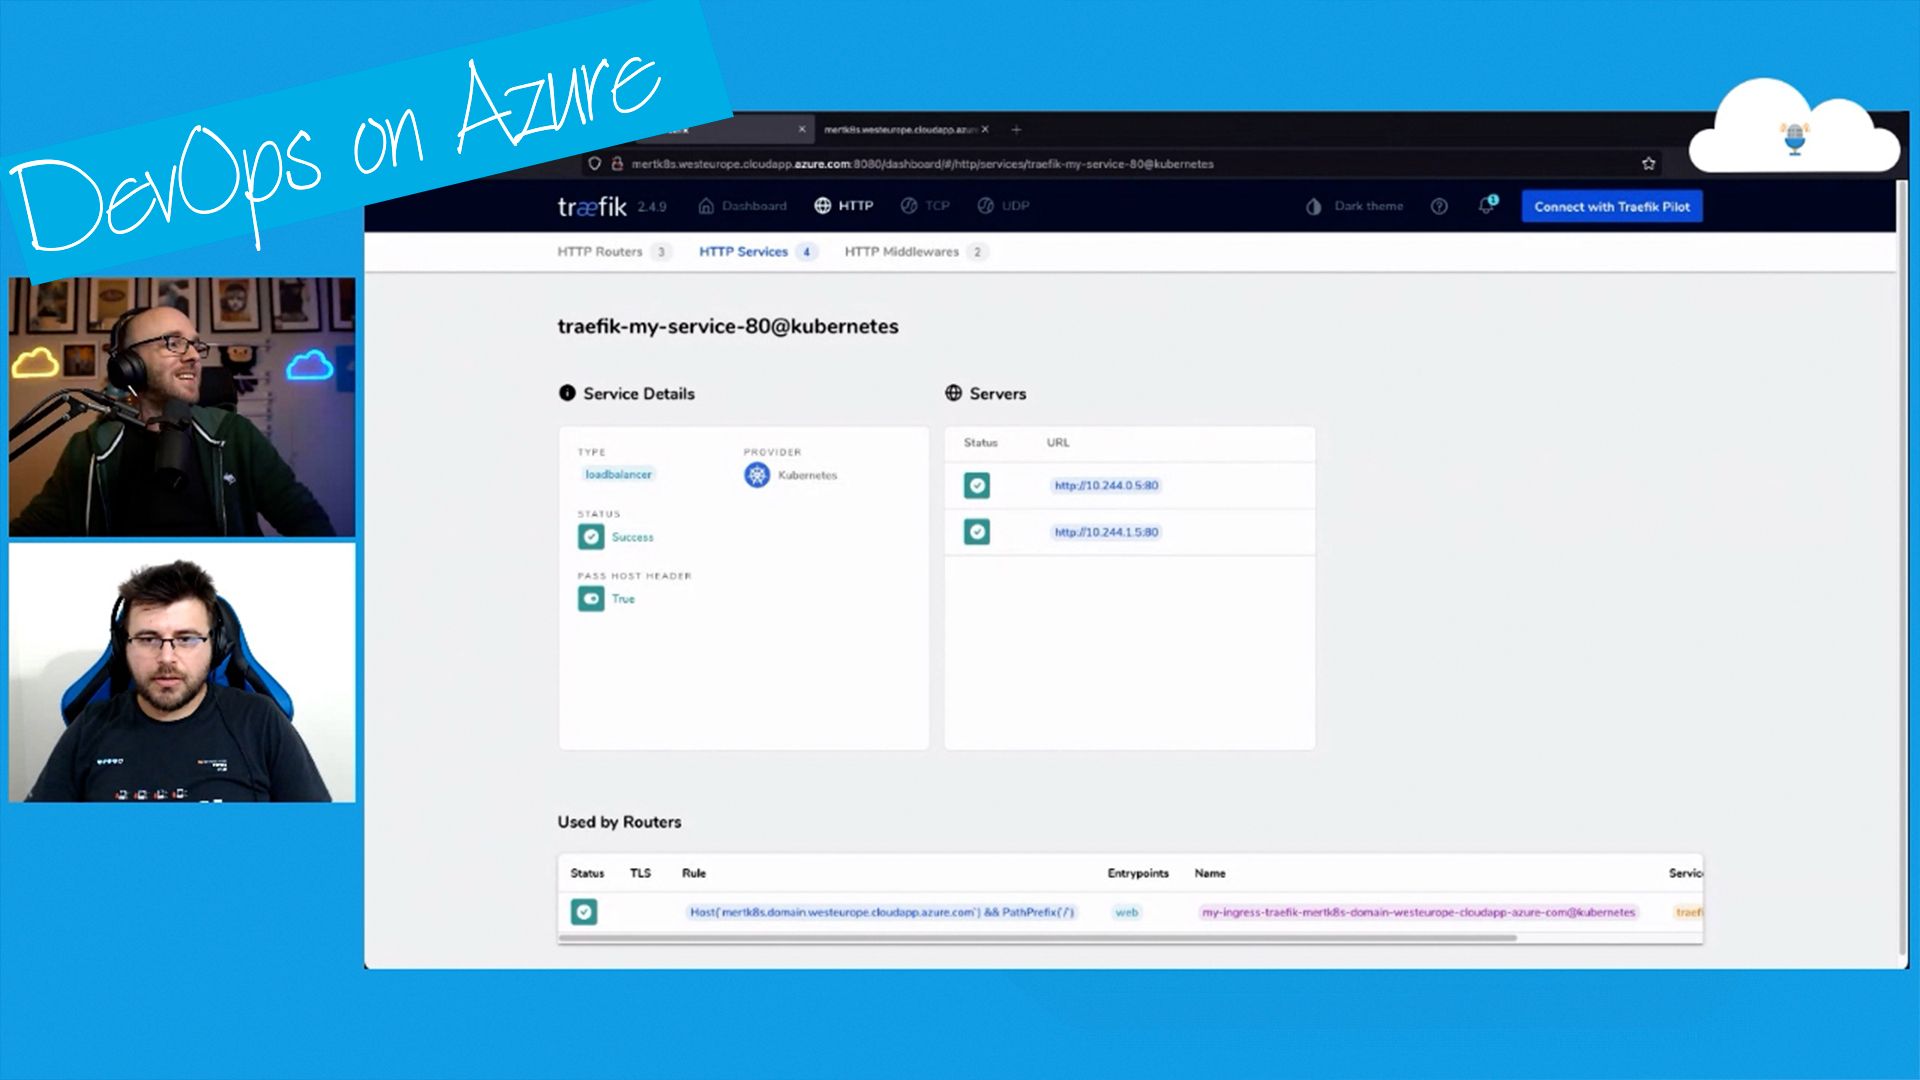 DevOps on Azure
mertk8s.westeurope.cloudapp.azure
mertk8s.westeurope.cloudapp.azure.com:8080/dashboard/#/http/services/traefik-my-service-80@kubernetes
træfik 2.4.9 Dashboard HTTP TCP UDP Dark theme 1 Connect with Traefik Pilot
HTTP Routers 3 HTTP Services 4 HTTP Middlewares 2
traefik-my-service-80@kubernetes
Service Details
TYPE PROVIDER
loadbalancer Kubernetes
STATUS
Success
PASS HOST HEADER
True
Servers
Status URL
http://10.244.0.5:80
http://10.244.1.5:80
Used by Routers
Status TLS Rule Entrypoints Name Servic
Host(`mertk8s.domain.westeurope.cloudapp.azure.com`) && PathPrefix(`/`) web my-ingress-traefik-mertk8s-domain-westeurope-cloudapp-azure-com@kubernetes traefi